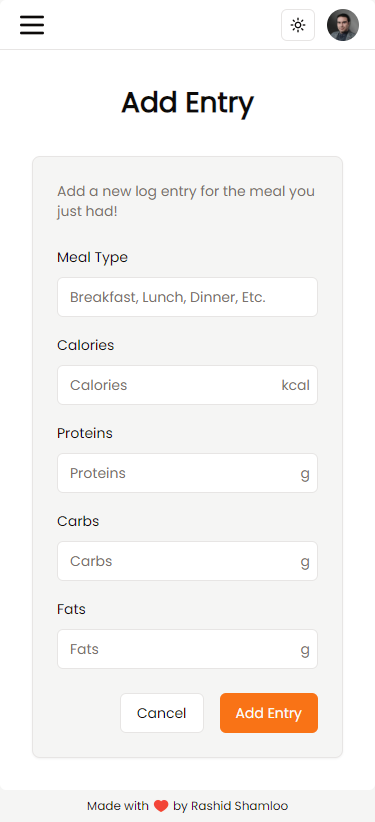 Add Entry
Add a new log entry for the meal you
just had!
Meal Type
Breakfast, Lunch, Dinner, Etc.
Calories
Calories kcal
Proteins
Proteins g
Carbs
Carbs g
Fats
Fats g
Cancel Add Entry
Made with ❤️ by Rashid Shamloo